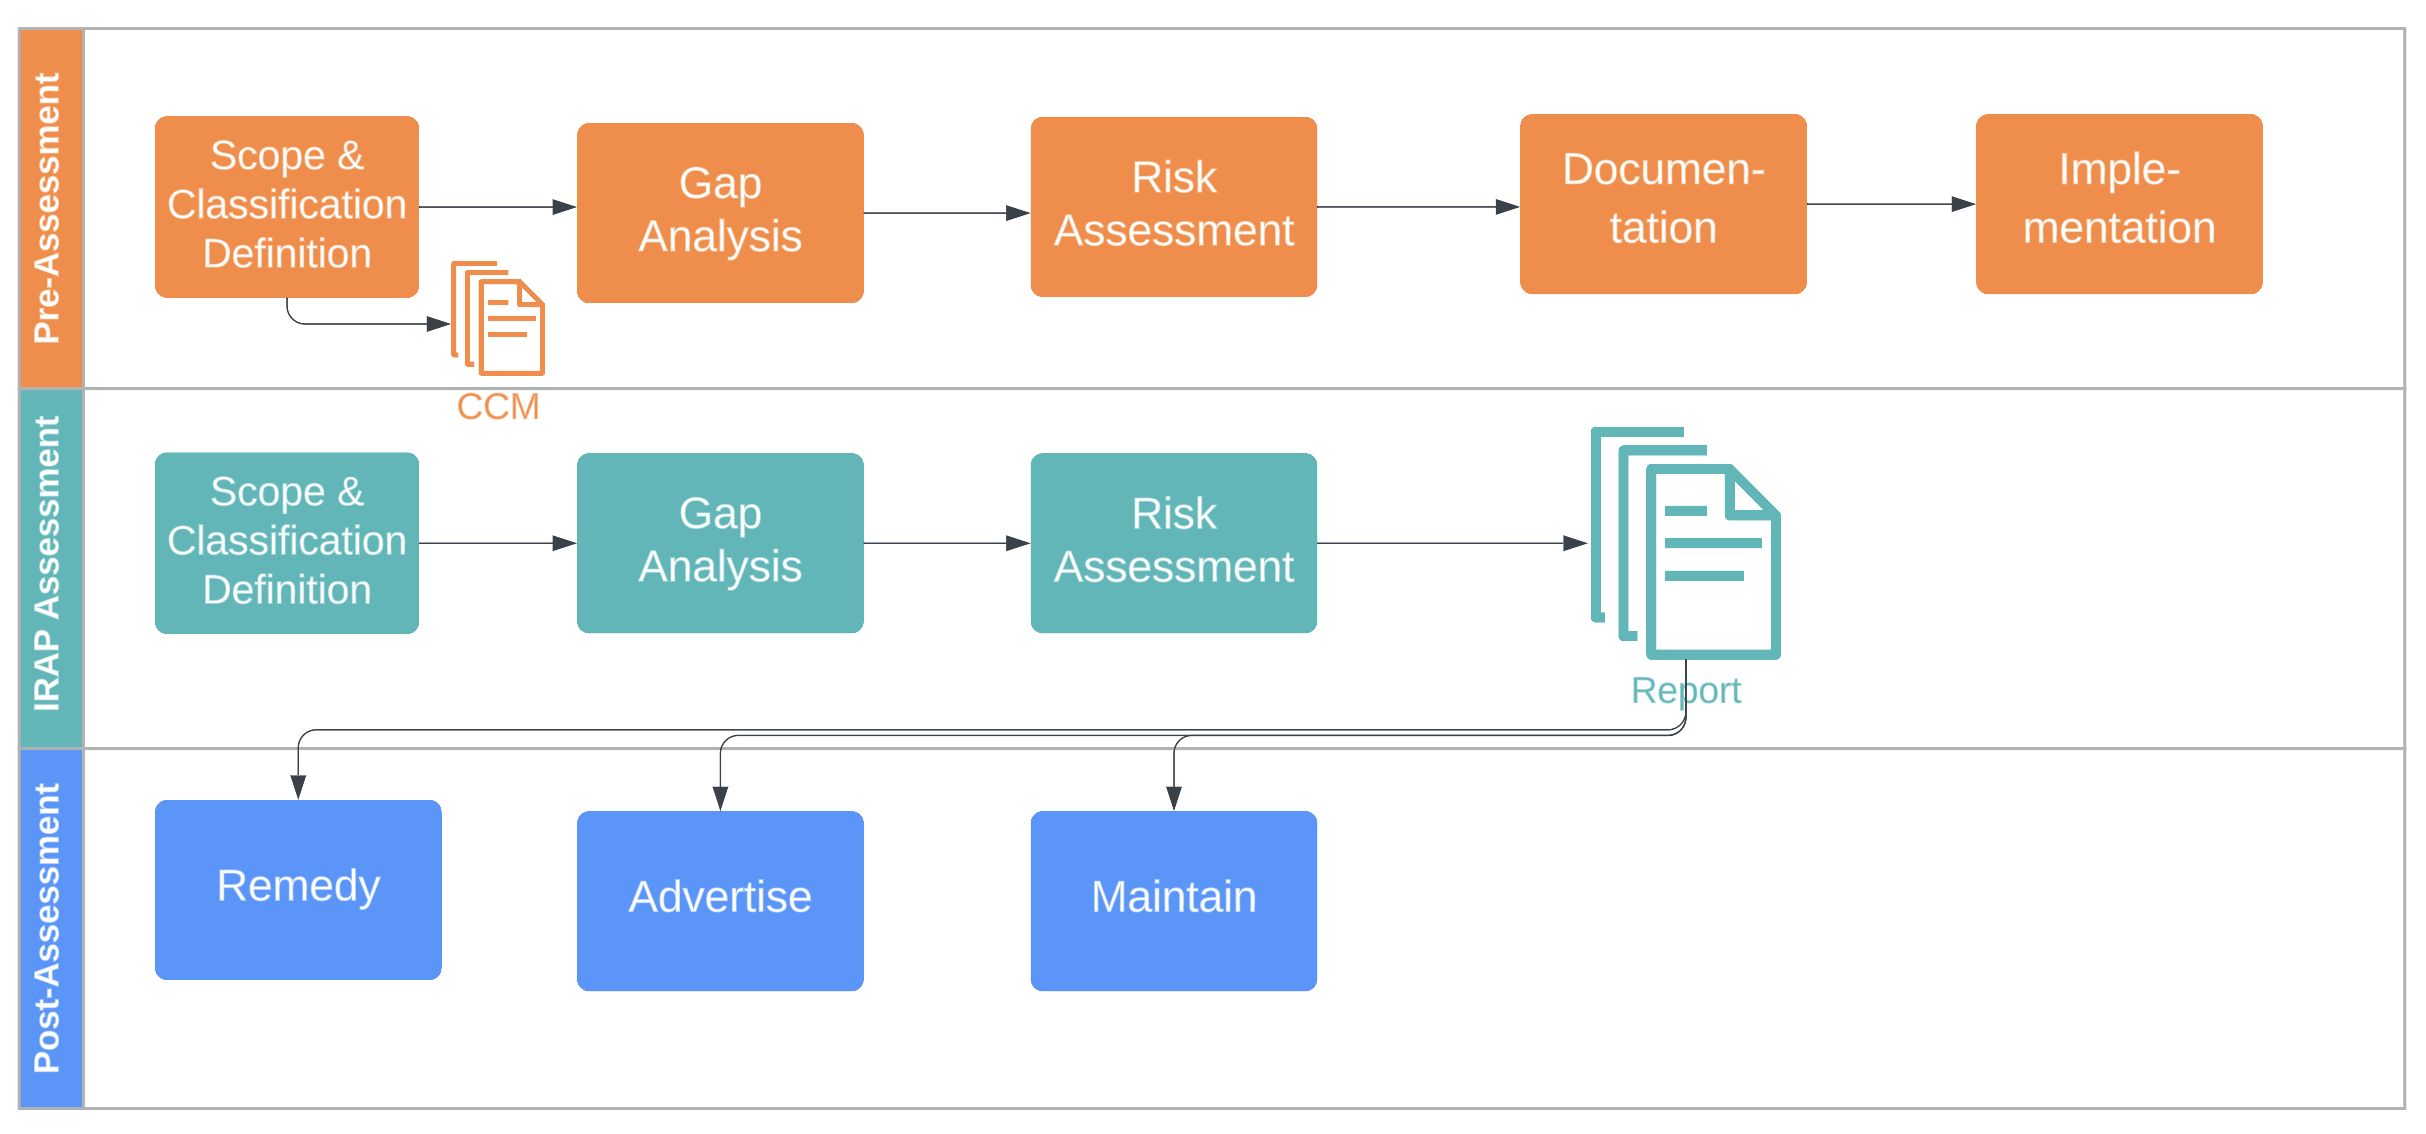 Pre-Assessment
Scope &
Classification
Definition
Gap
Analysis
Risk
Assessment
Documen-
tation
Imple-
mentation
CCM
IRAP Assessment
Scope &
Classification
Definition
Gap
Analysis
Risk
Assessment
Report
Post-Assessment
Remedy
Advertise
Maintain